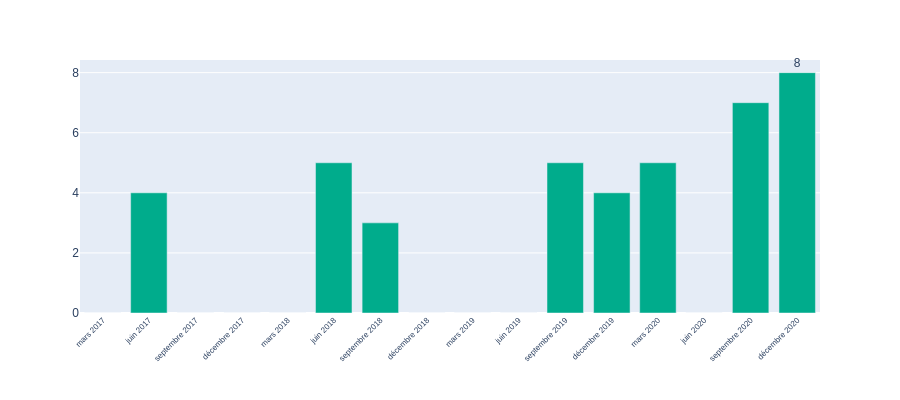 8
8
6
4
2
0
mars 2017
juin 2017
septembre 2017
décembre 2017
mars 2018
juin 2018
septembre 2018
décembre 2018
mars 2019
juin 2019
septembre 2019
décembre 2019
mars 2020
juin 2020
septembre 2020
décembre 2020